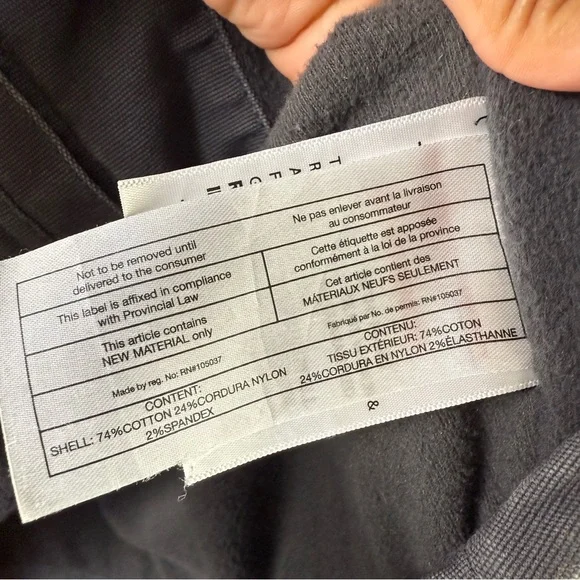 Not to be removed until
delivered to the consumer
Ne pas enlever avant la livraison
au consommateur
This label is affixed in compliance
with Provincial Law
Cette étiquette est apposée
conformément à la loi de la province
This article contains
NEW MATERIAL only
Cet article contient des
MATÉRIAUX NEUFS SEULEMENT
Made by reg. No: RN#105037
Fabriqué par No. de permis: RN#105037
CONTENT:
SHELL: 74%COTTON 24%CORDURA NYLON
2%SPANDEX
CONTENU:
TISSU EXTÉRIEUR: 74%COTON
24%CORDURA EN NYLON 2%ÉLASTHANNE
&